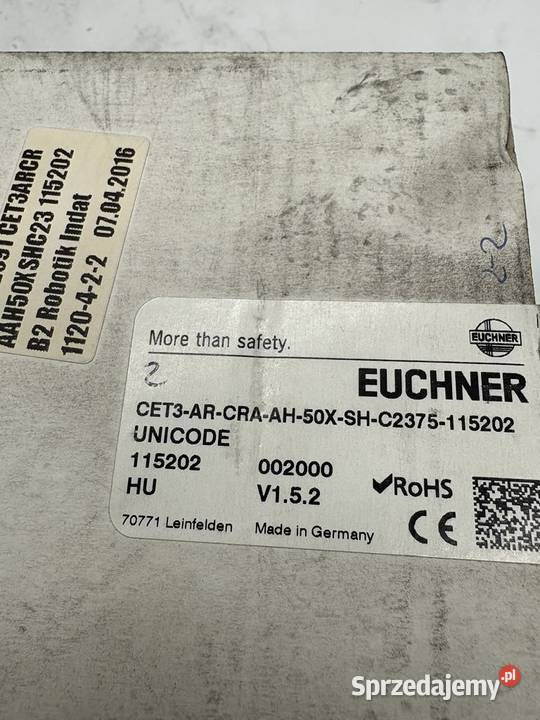 AAH50XSHC23 115202
B2 Robotik Indat
1120-4-2-2 07.04.2016
2-2
More than safety.
EUCHNER
2
EUCHNER
CET3-AR-CRA-AH-50X-SH-C2375-115202
UNICODE
115202 002000
HU V1.5.2
RoHS
CE
70771 Leinfelden Made in Germany
Sprzedajemy.pl